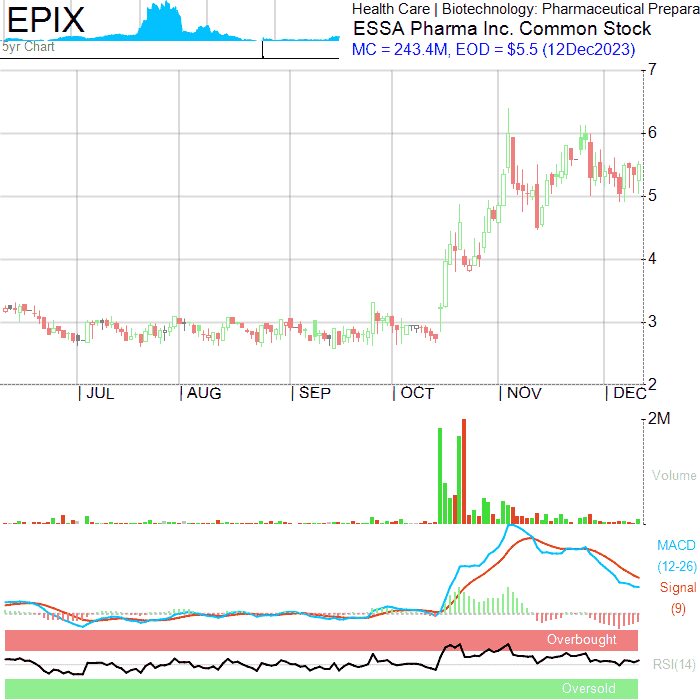 EPIX
5yr Chart
Health Care | Biotechnology: Pharmaceutical Prepara
ESSA Pharma Inc. Common Stock
MC = 243.4M, EOD = $5.5 (12Dec2023)
7
6
5
4
3
2
JUL
AUG
SEP
OCT
NOV
DEC
2M
Volume
MACD
(12-26)
Signal
(9)
Overbought
RSI(14)
Oversold